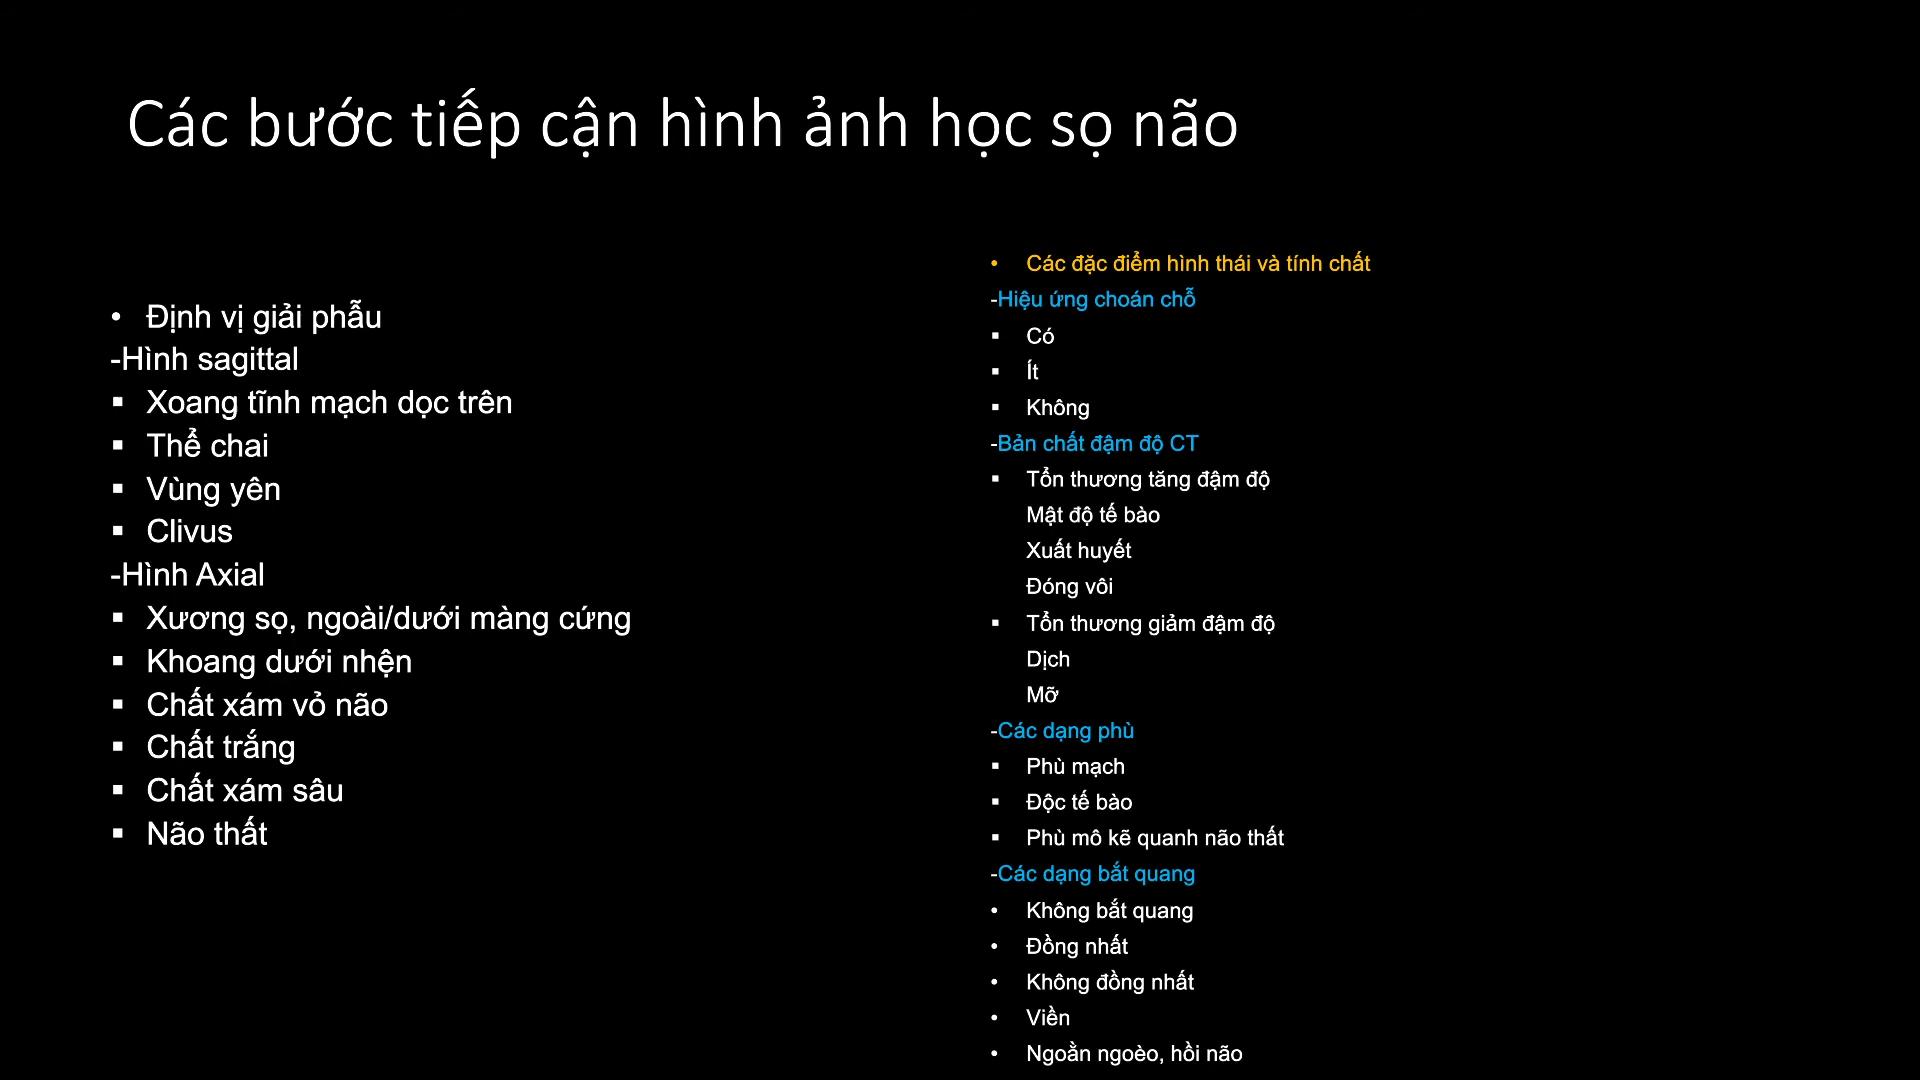 Các bước tiếp cận hình ảnh học sọ não
• Định vị giải phẫu
-Hình sagittal
▪ Xoang tĩnh mạch dọc trên
▪ Thể chai
▪ Vùng yên
▪ Clivus
-Hình Axial
▪ Xương sọ, ngoài/dưới màng cứng
▪ Khoang dưới nhện
▪ Chất xám vỏ não
▪ Chất trắng
▪ Chất xám sâu
▪ Não thất
• Các đặc điểm hình thái và tính chất
-Hiệu ứng choán chỗ
▪ Có
▪ Ít
▪ Không
-Bản chất đậm độ CT
▪ Tổn thương tăng đậm độ
Mật độ tế bào
Xuất huyết
Đóng vôi
▪ Tổn thương giảm đậm độ
Dịch
Mỡ
-Các dạng phù
▪ Phù mạch
▪ Độc tế bào
▪ Phù mô kẽ quanh não thất
-Các dạng bắt quang
• Không bắt quang
• Đồng nhất
• Không đồng nhất
• Viền
• Ngoằn ngoèo, hồi não